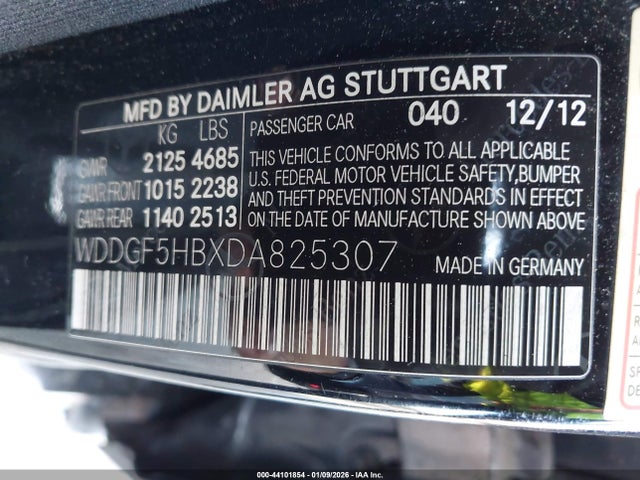 MFD BY DAIMLER AG STUTTGART
KG LBS PASSENGER CAR 040 12/12
GVWR 2125 4685
GAWR FRONT 1015 2238
GAWR REAR 1140 2513
THIS VEHICLE CONFORMS TO ALL APPLICABLE
U.S. FEDERAL MOTOR VEHICLE SAFETY, BUMPER
AND THEFT PREVENTION STANDARDS IN EFFECT
ON THE DATE OF MANUFACTURE SHOWN ABOVE
WDDGF5HBXDA825307 MADE IN GERMANY
000-44101854 | 01/09/2026 - COPART